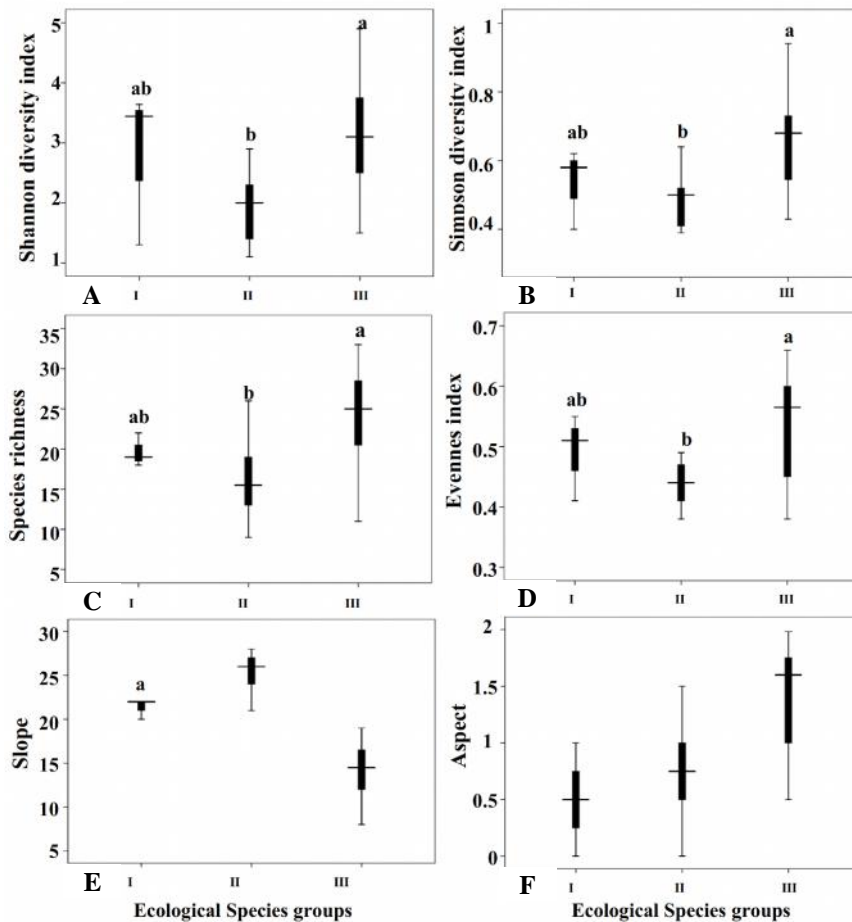 Shannon diversity index
5
4
3
2
1
ab
b
a
A
I
II
III
Simpson diversity index
1
0.8
0.6
0.4
ab
b
a
B
I
II
III
Species richness
35
30
25
20
15
10
5
ab
b
a
C
I
II
III
Evennes index
0.7
0.6
0.5
0.4
0.3
ab
b
a
D
I
II
III
Slope
30
25
20
15
10
5
a
E
I
II
III
Ecological Species groups
Aspect
2
1.5
1
0.5
0
F
I
II
III
Ecological Species groups